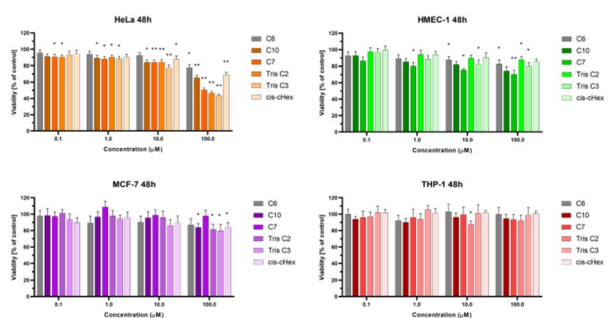 HeLa 48h
Viability [% of control]
120
100
80
60
40
20
0
0.1
1.0
10.0
100.0
Concentration (µM)
C6
C10
C7
Tris C2
Tris C3
cis-cHex
HMEC-1 48h
Viability [% of control]
120
100
80
60
40
20
0
0.1
1.0
10.0
100.0
Concentration (µM)
C6
C10
C7
Tris C2
Tris C3
cis-cHex
MCF-7 48h
Viability [% of control]
120
100
80
60
40
20
0
0.1
1.0
10.0
100.0
Concentration (µM)
C6
C10
C7
Tris C2
Tris C3
cis-cHex
THP-1 48h
Viability [% of control]
120
100
80
60
40
20
0
0.1
1.0
10.0
100.0
Concentration (µM)
C6
C10
C7
Tris C2
Tris C3
cis-cHex